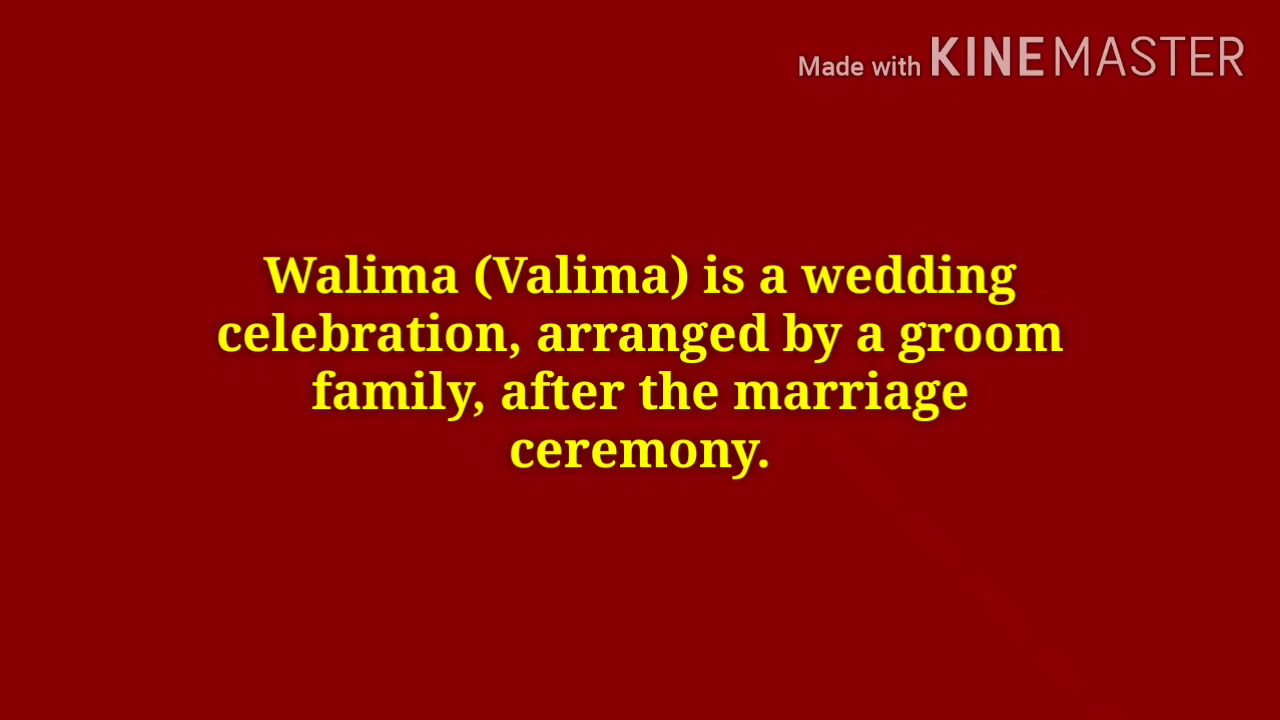 Made with KINEMASTER
Walima (Valima) is a wedding
celebration, arranged by a groom
family, after the marriage
ceremony.